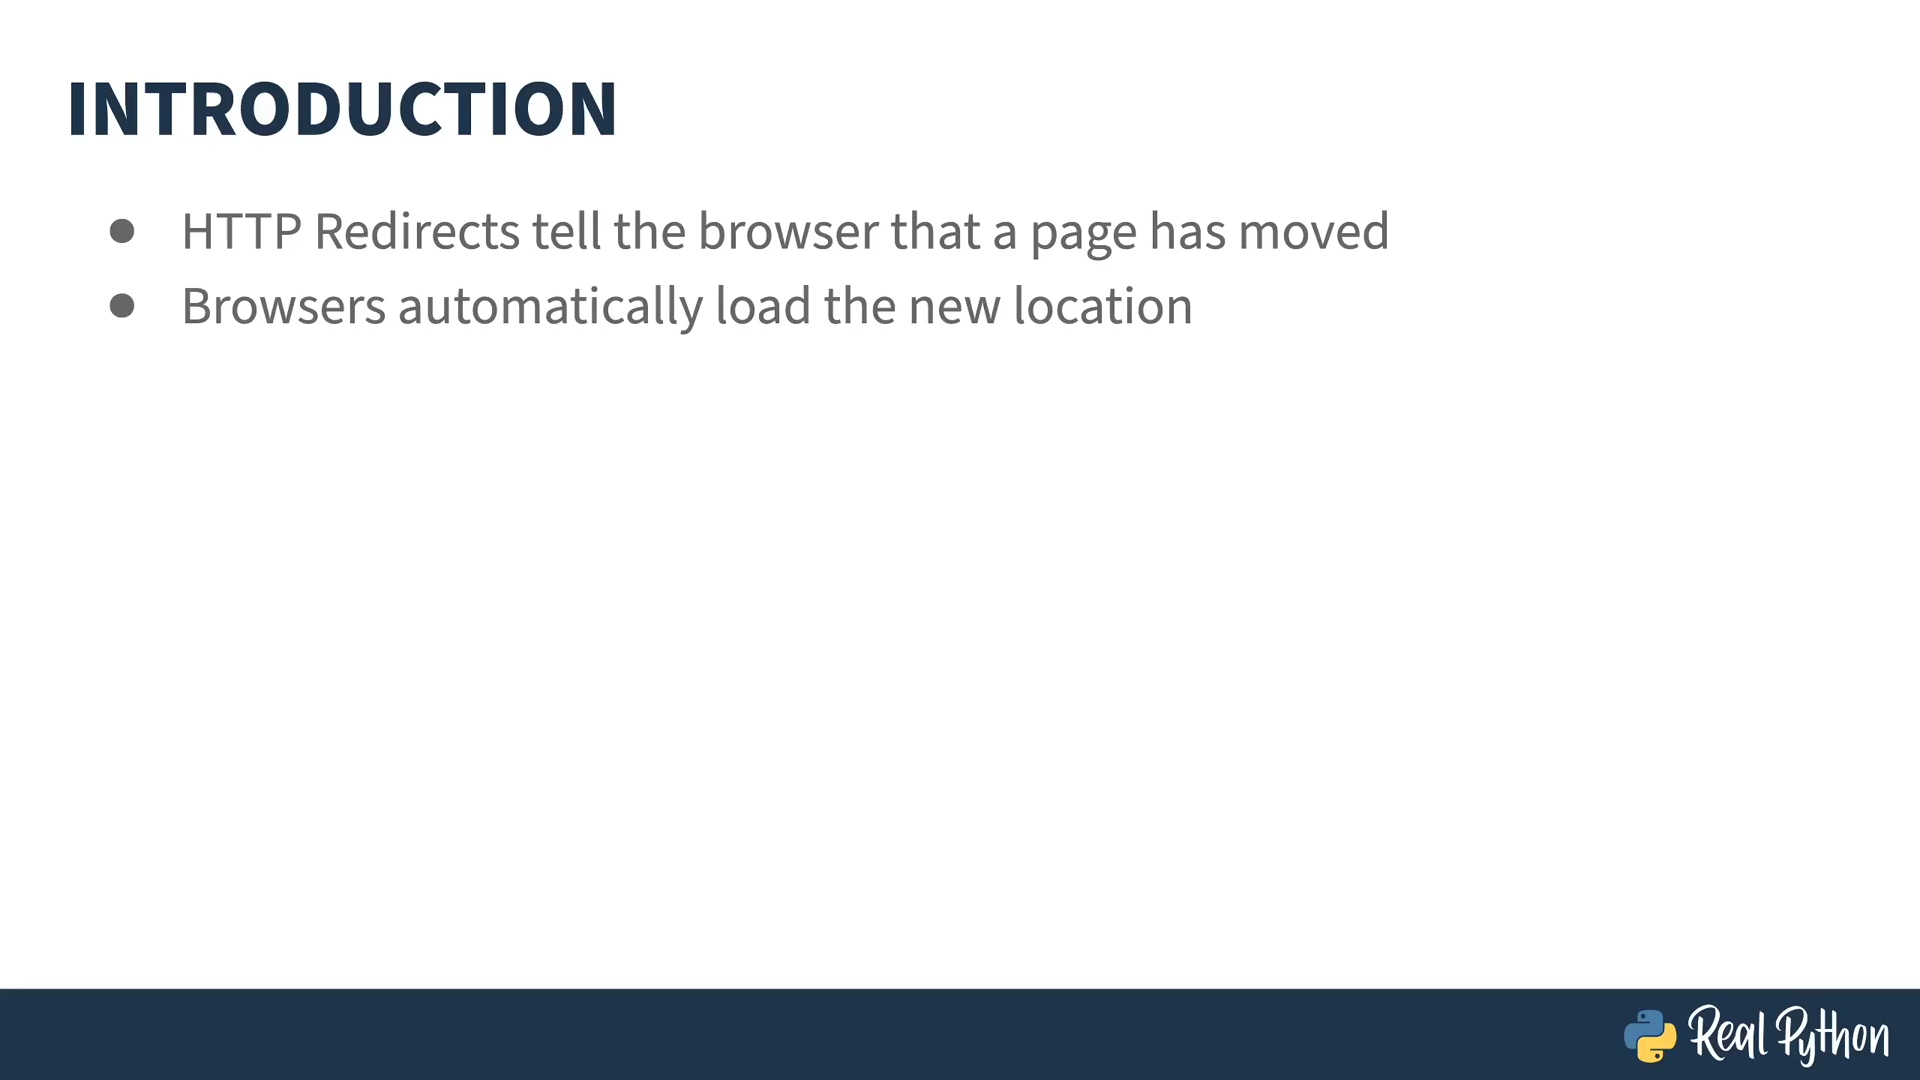 INTRODUCTION
● HTTP Redirects tell the browser that a page has moved
● Browsers automatically load the new location
Real Python